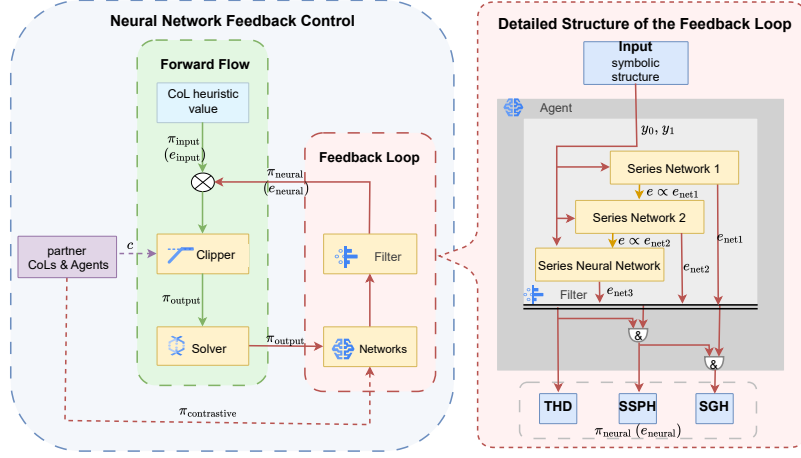 Neural Network Feedback Control
Forward Flow
CoL heuristic
value
π_input
(e_input)
Feedback Loop
π_neural
(e_neural)
partner
CoLs & Agents
c
Clipper
Filter
π_output
Solver
π_output
Networks
π_contrastive
Detailed Structure of the Feedback Loop
Input
symbolic
structure
Agent
y₀, y₁
Series Network 1
e ∝ e_net1
Series Network 2
e ∝ e_net2
e_net1
Series Neural Network
e_net2
Filter
e_net3
&
&
THD
SSPH
SGH
π_neural (e_neural)